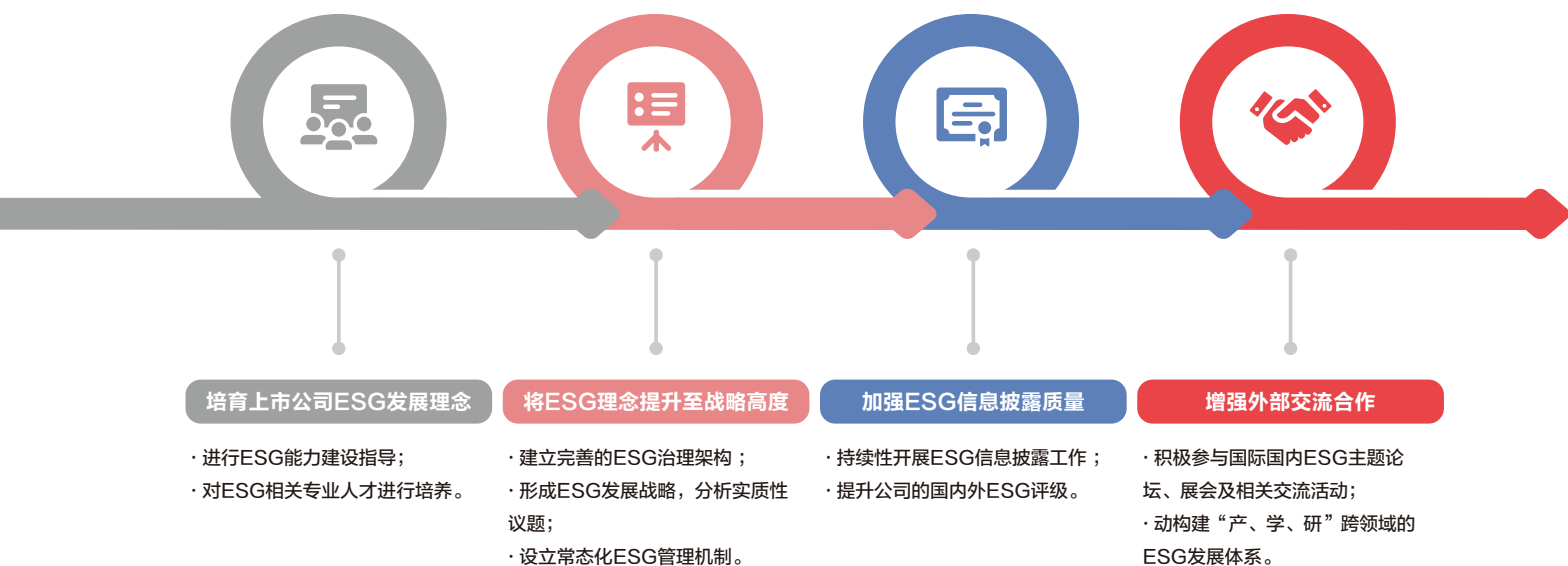 培育上市公司ESG发展理念
· 进行ESG能力建设指导；
· 对ESG相关专业人才进行培养。
将ESG理念提升至战略高度
· 建立完善的ESG治理架构 ；
· 形成ESG发展战略，分析实质性
议题；
· 设立常态化ESG管理机制。
加强ESG信息披露质量
· 持续性开展ESG信息披露工作 ；
· 提升公司的国内外ESG评级。
增强外部交流合作
· 积极参与国际国内ESG主题论
坛、展会及相关交流活动；
· 动构建“产、学、研”跨领域的
ESG发展体系。